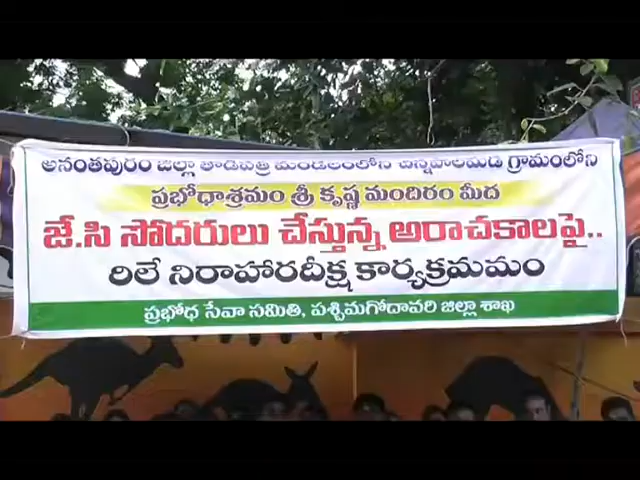 అనంతపురం జిల్లా తాడిపత్రి మండలంలోని చిన్నపొలమడ గ్రామంలోని
ప్రభోధాశ్రమం శ్రీ కృష్ణ మందిరం మీద
జే.సి సోదరులు చేస్తున్న అరాచకాలపై..
రిలే నిరాహారదీక్ష కార్యక్రమమం
ప్రభోధ సేవా సమితి, పశ్చిమగోదావరి జిల్లా శాఖ